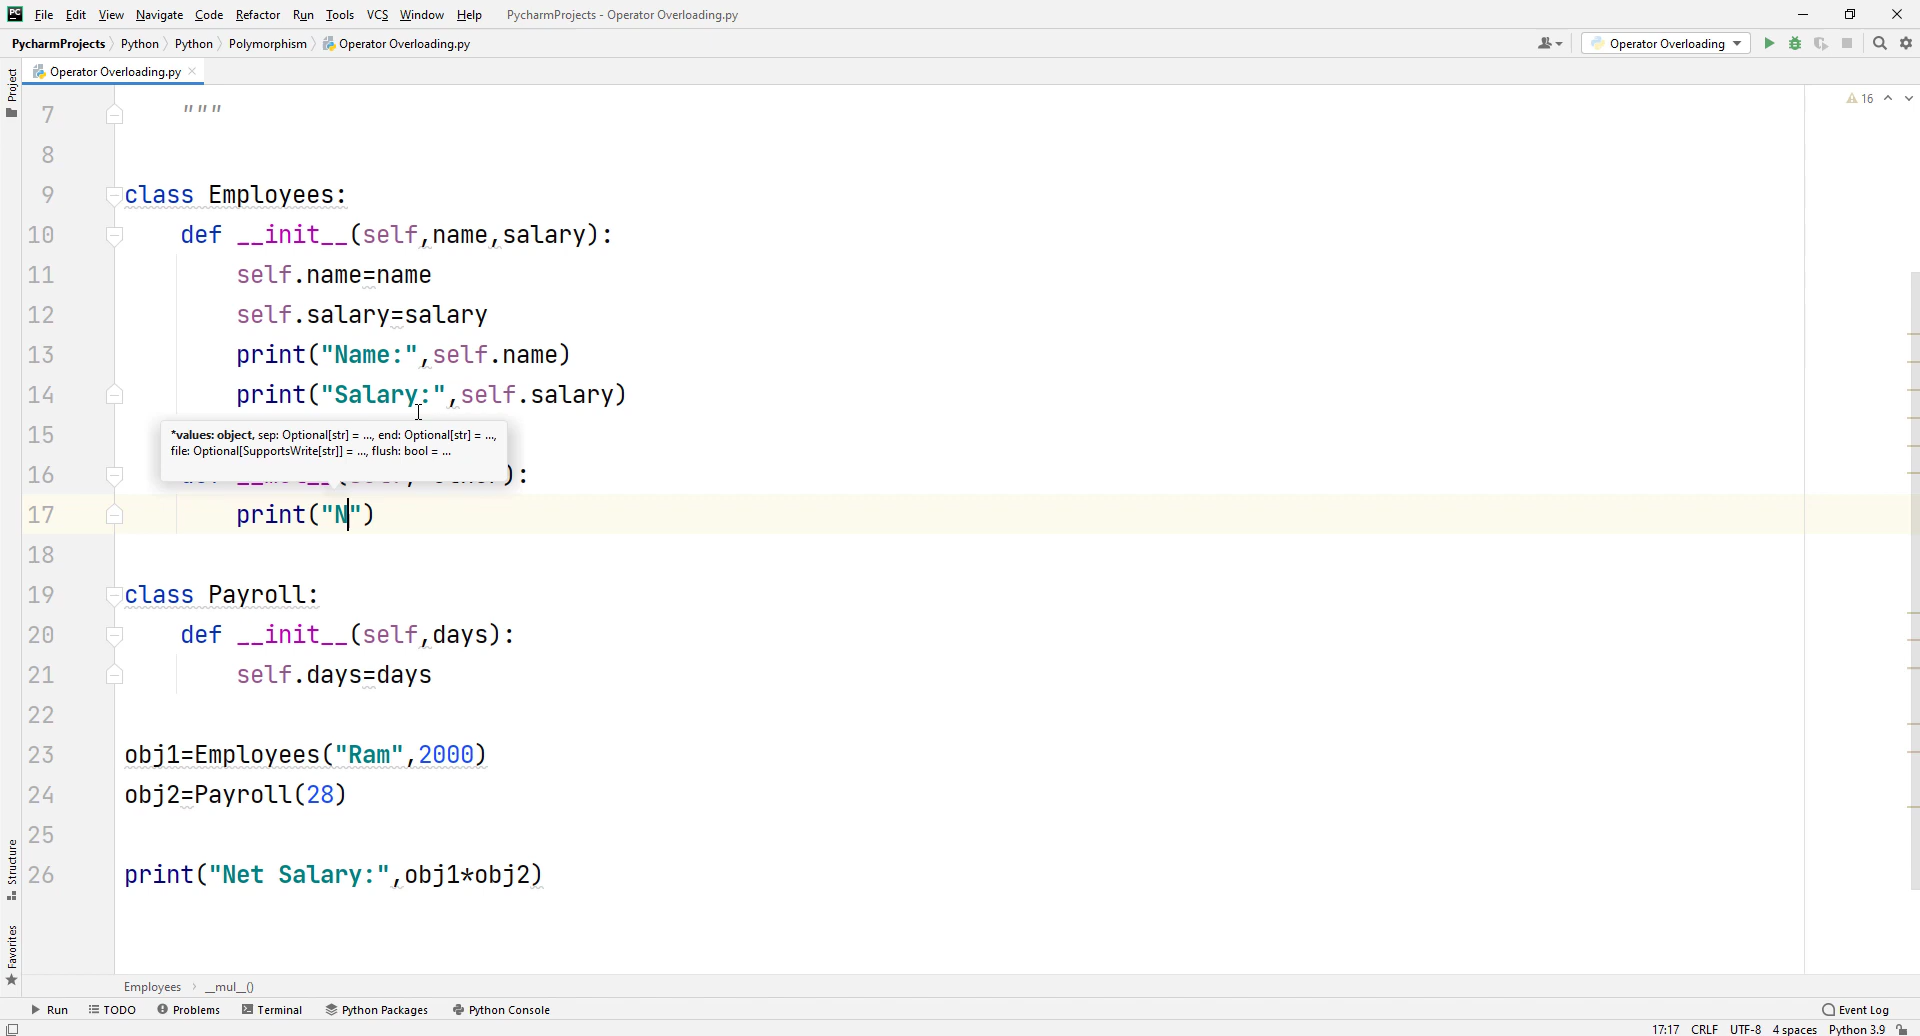 PC File Edit View Navigate Code Refactor Run Tools VCS Window Help PycharmProjects - Operator Overloading.py
PycharmProjects Python Python Polymorphism Operator Overloading.py Operator Overloading
Operator Overloading.py
Project
16
7 """
8
9 class Employees:
10 def __init__(self,name,salary):
11 self.name=name
12 self.salary=salary
13 print("Name:",self.name)
14 print("Salary:",self.salary)
15
*values: object, sep: Optional[str] = ..., end: Optional[str] = ...,
file: Optional[SupportsWrite[str]] = ..., flush: bool = ...
16 ):
17 print("N")
18
19 class Payroll:
20 def __init__(self,days):
21 self.days=days
22
23 obj1=Employees("Ram",2000)
24 obj2=Payroll(28)
25
26 print("Net Salary:",obj1*obj2)
Structure
Favorites
Employees __mul__()
Run TODO Problems Terminal Python Packages Python Console Event Log
17:17 CRLF UTF-8 4 spaces Python 3.9